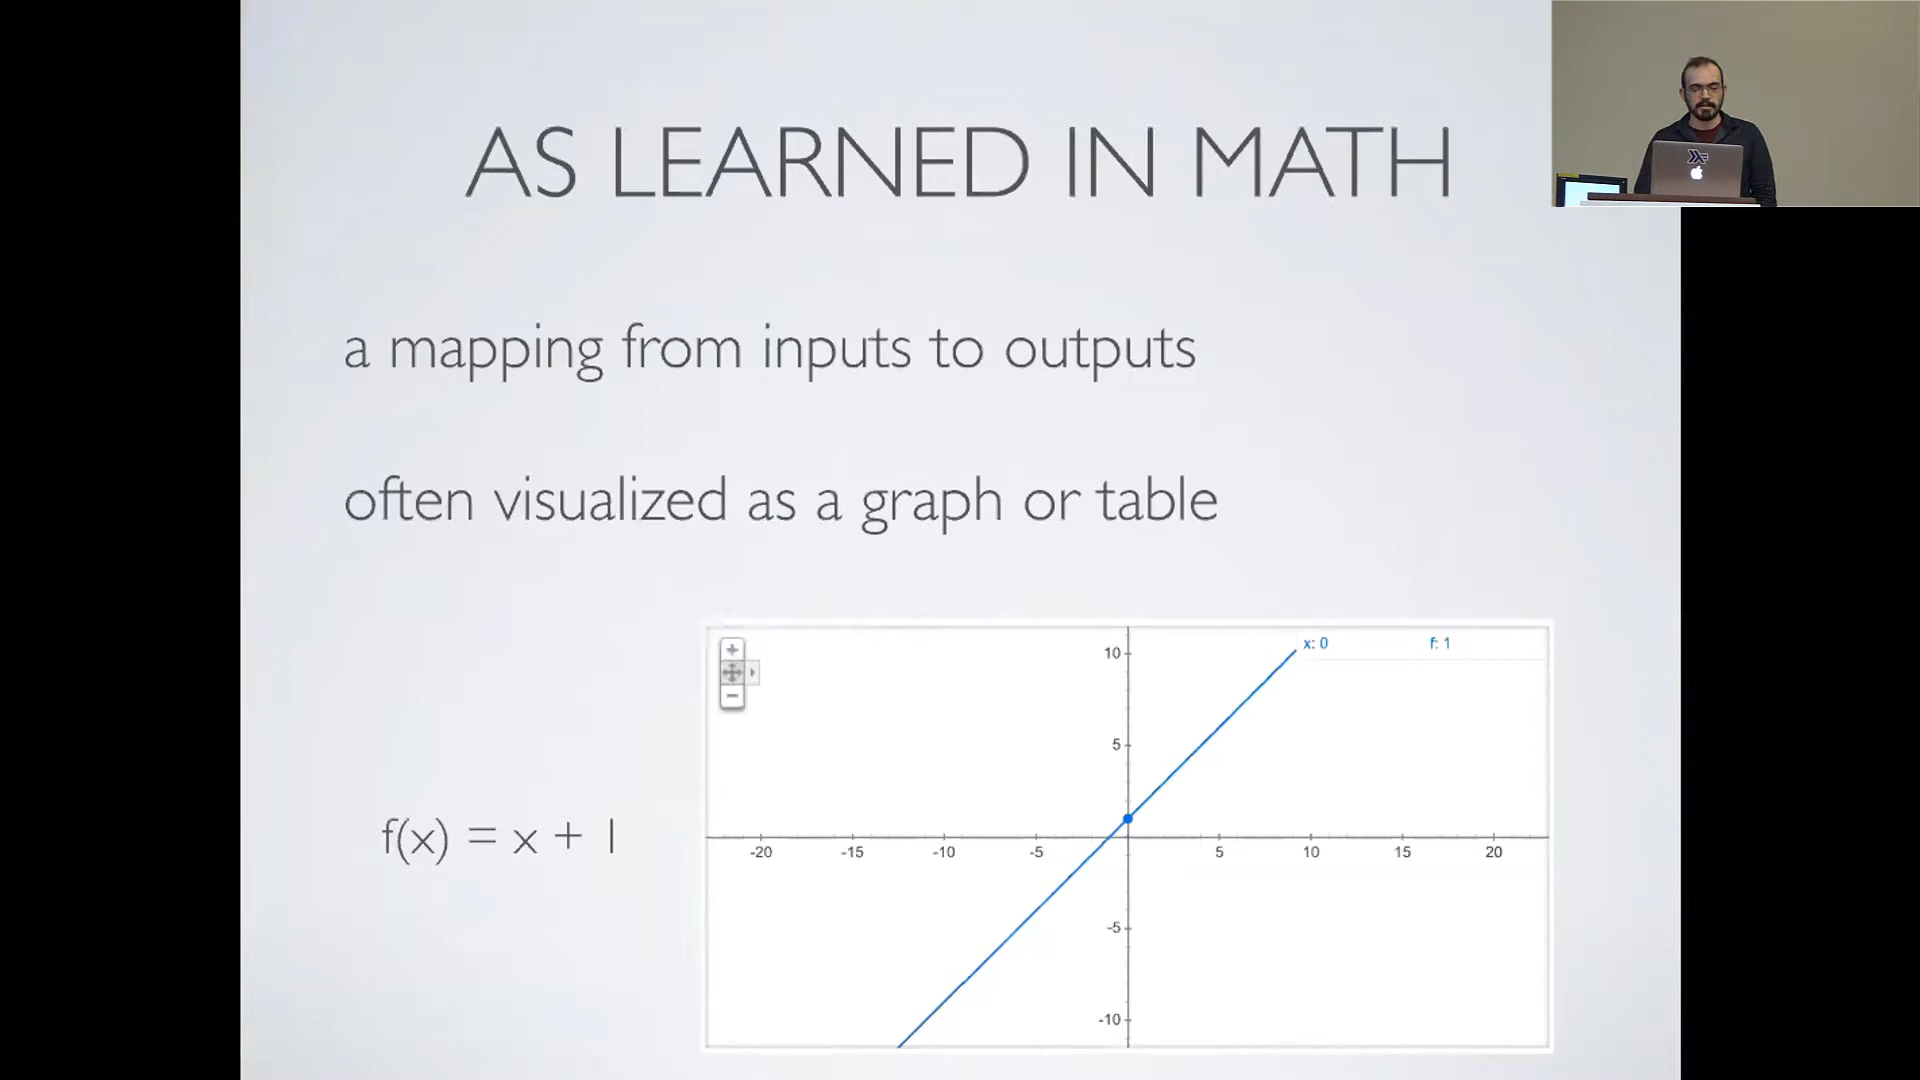 AS LEARNED IN MATH
a mapping from inputs to outputs
often visualized as a graph or table
f(x) = x + 1
x: 0 f: 1
10
5
-20 -15 -10 -5 5 10 15 20
-5
-10